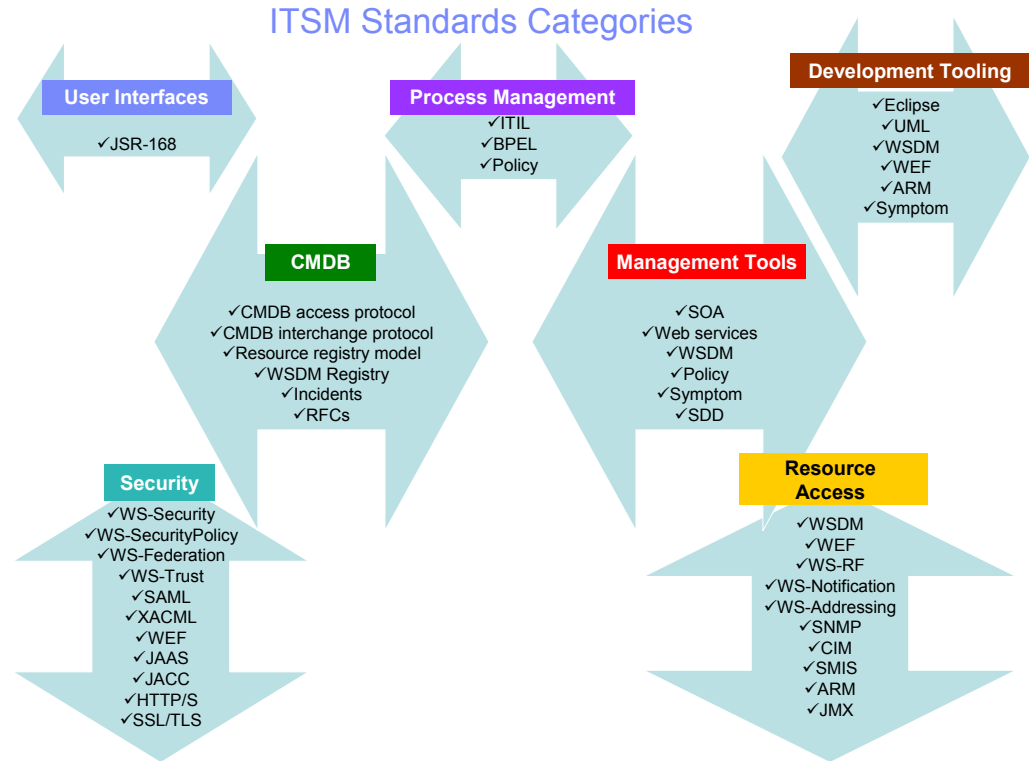 ITSM Standards Categories
User Interfaces
✓JSR-168
Process Management
✓ITIL
✓BPEL
✓Policy
Development Tooling
✓Eclipse
✓UML
✓WSDM
✓WEF
✓ARM
✓Symptom
CMDB
✓CMDB access protocol
✓CMDB interchange protocol
✓Resource registry model
✓WSDM Registry
✓Incidents
✓RFCs
Management Tools
✓SOA
✓Web services
✓WSDM
✓Policy
✓Symptom
✓SDD
Security
✓WS-Security
✓WS-SecurityPolicy
✓WS-Federation
✓WS-Trust
✓SAML
✓XACML
✓WEF
✓JAAS
✓JACC
✓HTTP/S
✓SSL/TLS
Resource
Access
✓WSDM
✓WEF
✓WS-RF
✓WS-Notification
✓WS-Addressing
✓SNMP
✓CIM
✓SMIS
✓ARM
✓JMX